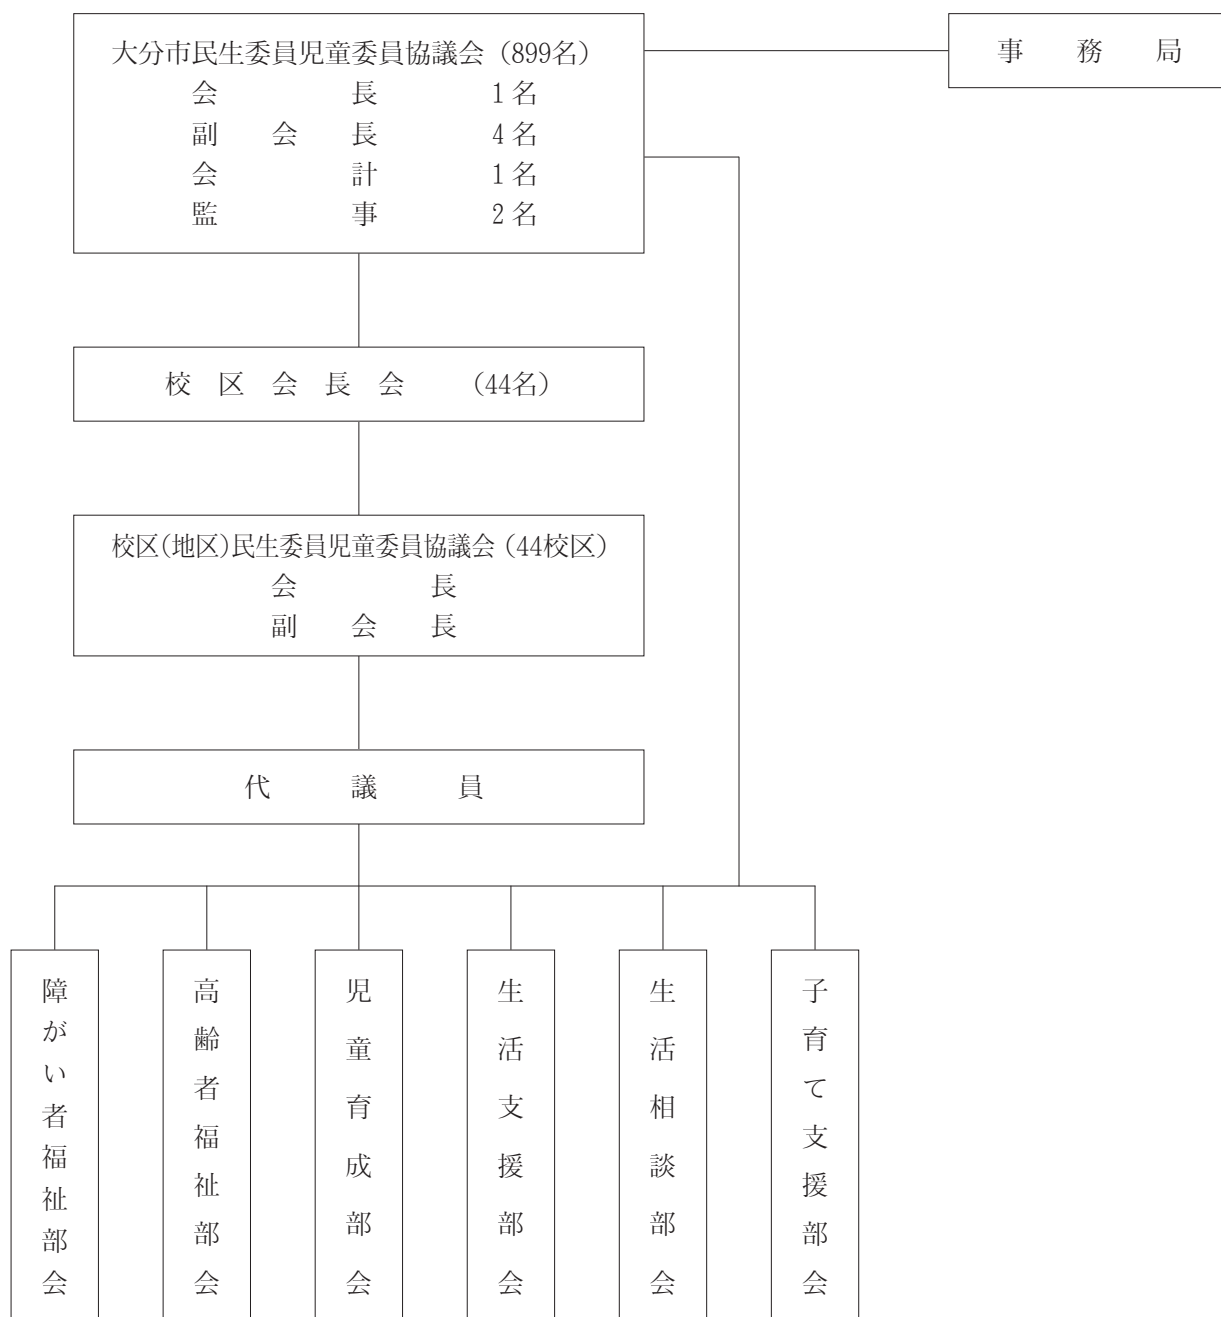 大分市民生委員児童委員協議会（899名）
会長 1名
副会長 4名
会計 1名
監事 2名
事務局
校区会長会 （44名）
校区（地区）民生委員児童委員協議会（44校区）
会長
副会長
代議員
障がい者福祉部会
高齢者福祉部会
児童育成部会
生活支援部会
生活相談部会
子育て支援部会